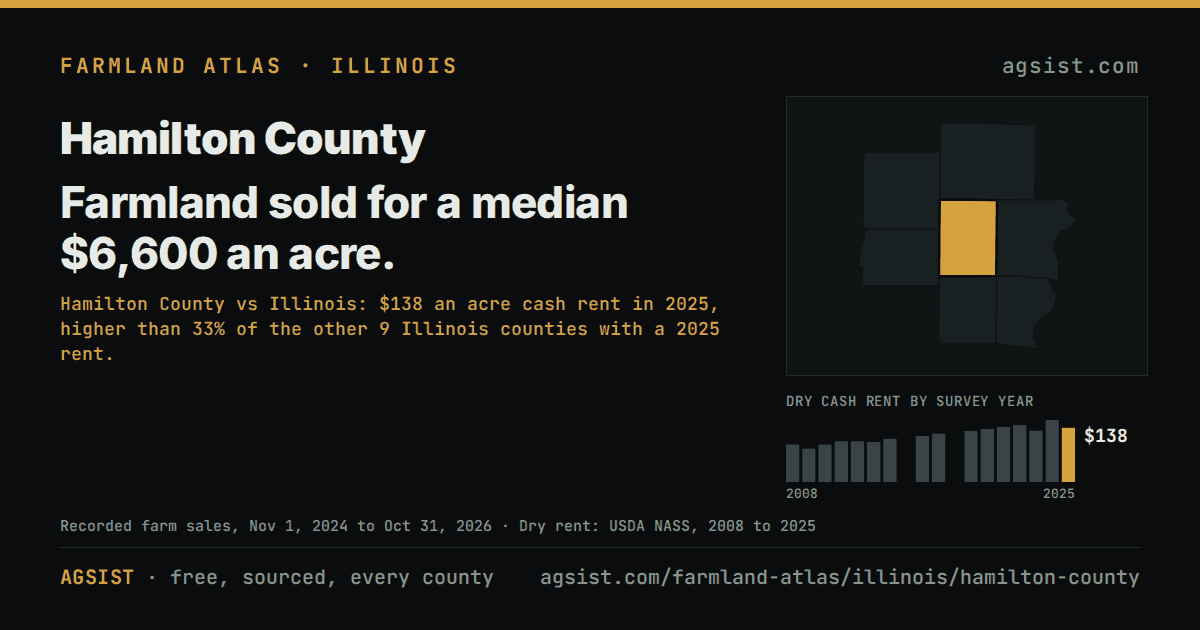 FARMLAND ATLAS · ILLINOIS
agsist.com
Hamilton County
Farmland sold for a median
$6,600 an acre.
Hamilton County vs Illinois: $138 an acre cash rent in 2025,
higher than 33% of the other 9 Illinois counties with a 2025
rent.
DRY CASH RENT BY SURVEY YEAR
$138
2008 2025
Recorded farm sales, Nov 1, 2024 to Oct 31, 2026 · Dry rent: USDA NASS, 2008 to 2025
AGSIST · free, sourced, every county
agsist.com/farmland-atlas/illinois/hamilton-county